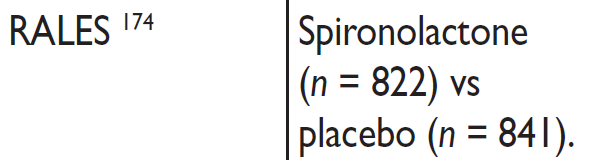 RALES 174
Spironolactone
(n = 822) vs
placebo (n = 841).